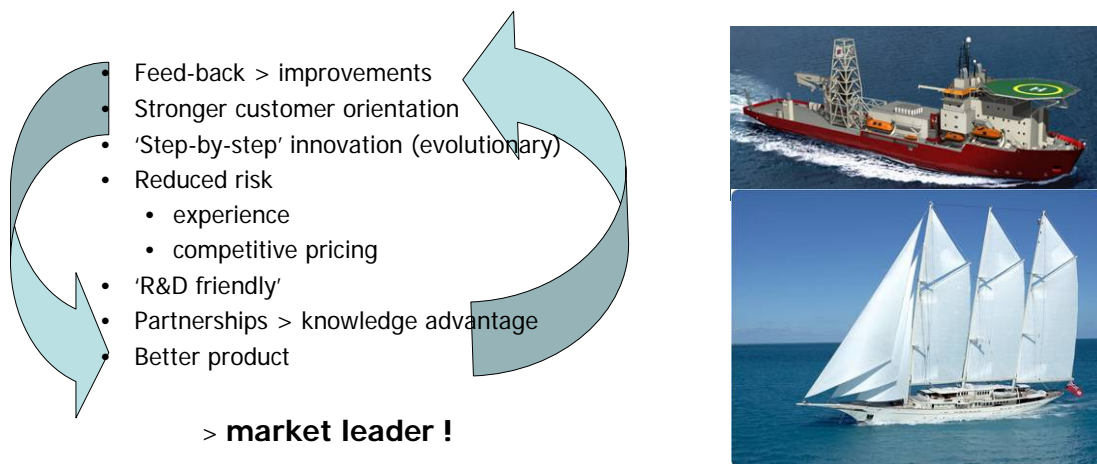 • Feed-back > improvements
• Stronger customer orientation
• ‘Step-by-step’ innovation (evolutionary)
• Reduced risk
• experience
• competitive pricing
• ‘R&D friendly’
• Partnerships > knowledge advantage
• Better product
> market leader !
H